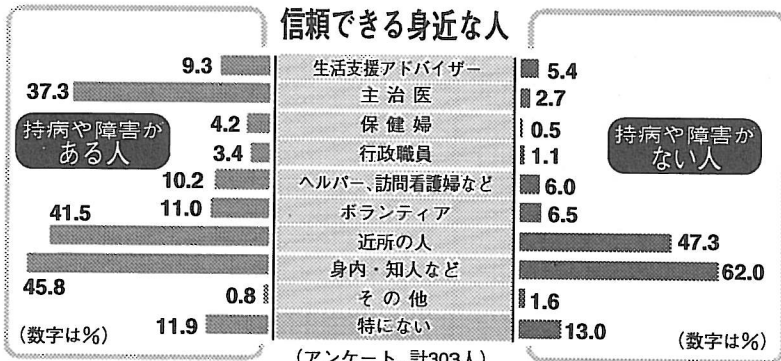 信頼できる身近な人
9.3 生活支援アドバイザー 5.4
37.3 主治医 2.7
4.2 保健婦 0.5
3.4 行政職員 1.1
10.2 ヘルパー、訪問看護婦など 6.0
11.0 ボランティア 6.5
41.5 近所の人 47.3
45.8 身内・知人など 62.0
0.8 その他 1.6
11.9 特にない 13.0
持病や障害が
ある人
持病や障害が
ない人
(数字は%)
(数字は%)
(アンケート、計303人)